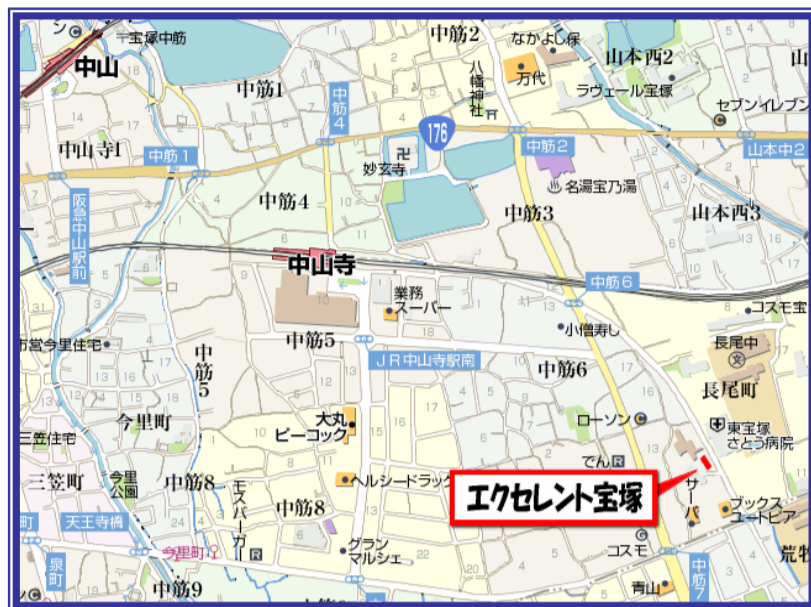 シ
〒宝塚中筋
中筋2
なかよし保
山本西2
中山
中筋1
中筋4
八幡神社
万代
ラヴェール宝塚
セブンイレブン
176
中筋2
山本中2
中山寺1
中筋1
妙玄寺
名湯宝乃湯
阪急中山駅前
中筋4
中筋3
山本西3
中山寺
中筋6
業務
スーパー
コスモ宝
小僧寿し
市営今里住宅
中筋5
中筋5
JR中山寺駅南
中筋6
長尾中
長尾町
今里町
大丸
ピーコック
ローソン
東宝塚
さとう病院
三笠住宅
でん
三笠町
今里
公園
中筋8
ヘルシードラッグ
エクセレント宝塚
サーパ
モスバーガー
中筋8
ブックス
ユートピア
町
天王寺橋
今里町
グラン
マルシェ
コスモ
荒牧
泉町
中筋9
青山
中筋7